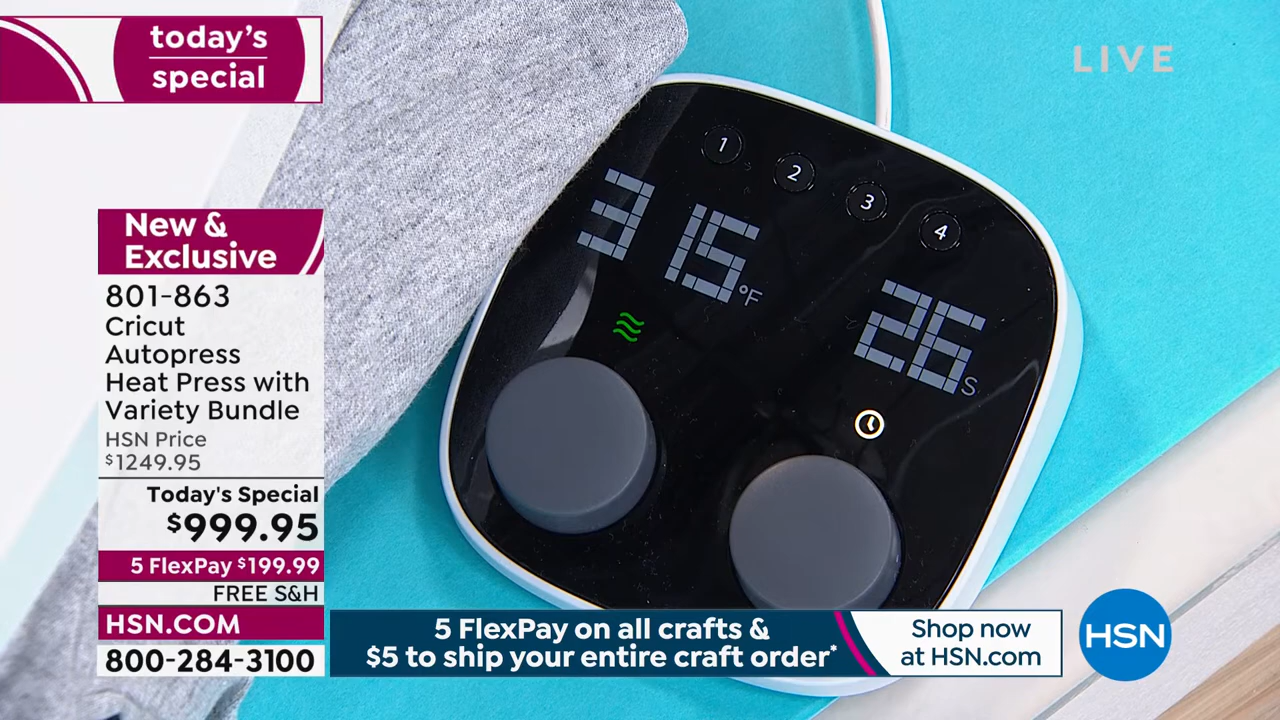 today's
special
LIVE
New &
Exclusive
801-863
Cricut
Autopress
Heat Press with
Variety Bundle
HSN Price
$1249.95
Today's Special
$999.95
5 FlexPay $199.99
FREE S&H
HSN.COM
800-284-3100
1 2 3 4
315°F
26s
5 FlexPay on all crafts &
$5 to ship your entire craft order*
Shop now
at HSN.com
HSN